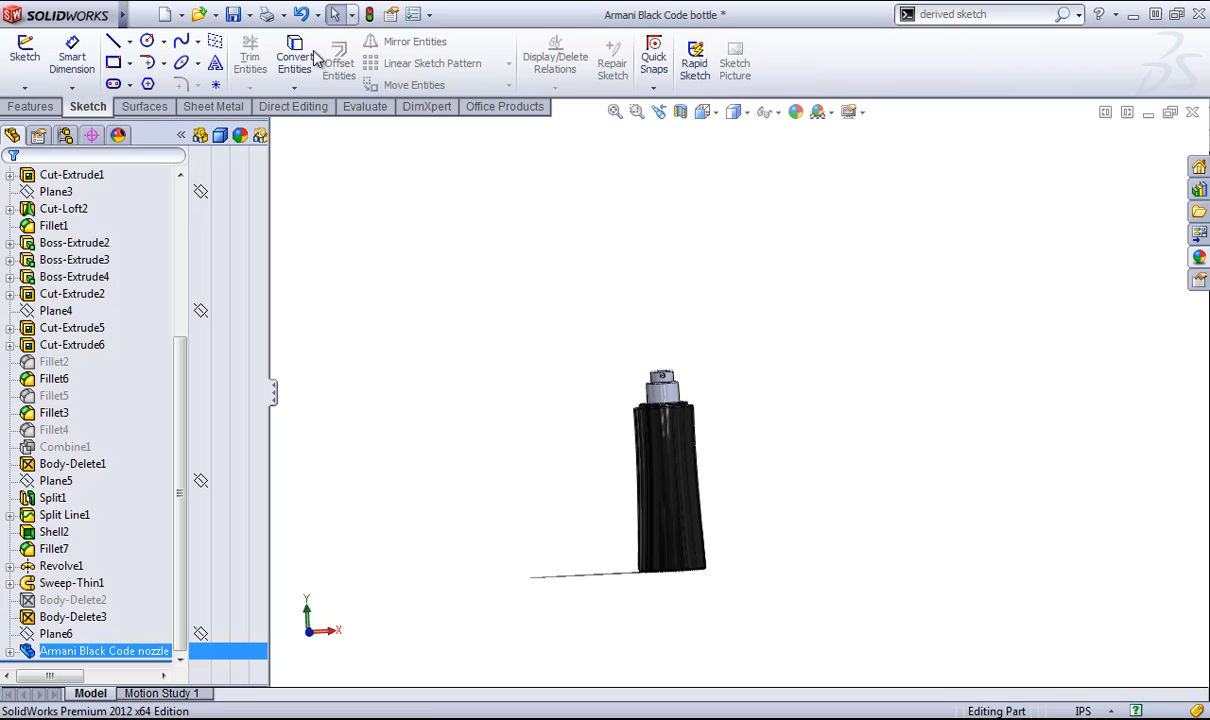 SOLIDWORKS
Armani Black Code bottle *
derived sketch
Sketch
Smart Dimension
Trim Entities
Convert Entities
Offset Entities
Mirror Entities
Linear Sketch Pattern
Move Entities
Display/Delete Relations
Repair Sketch
Quick Snaps
Rapid Sketch
Sketch Picture
Features
Sketch
Surfaces
Sheet Metal
Direct Editing
Evaluate
DimXpert
Office Products
Cut-Extrude1
Plane3
Cut-Loft2
Fillet1
Boss-Extrude2
Boss-Extrude3
Boss-Extrude4
Cut-Extrude2
Plane4
Cut-Extrude5
Cut-Extrude6
Fillet2
Fillet6
Fillet5
Fillet3
Fillet4
Combine1
Body-Delete1
Plane5
Split1
Split Line1
Shell2
Fillet7
Revolve1
Sweep-Thin1
Body-Delete2
Body-Delete3
Plane6
Armani Black Code nozzle
Y
X
Model
Motion Study 1
SolidWorks Premium 2012 x64 Edition
Editing Part
IPS